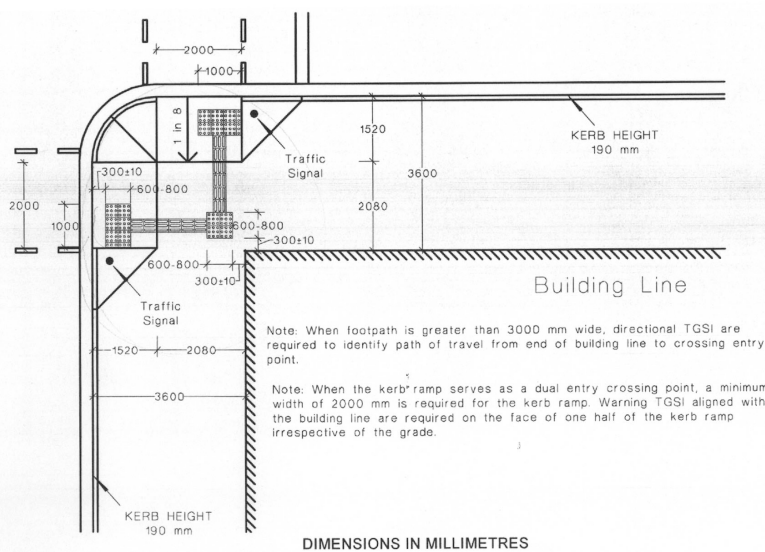 2000
1000
1 in 8
Traffic
Signal
1520
3600
2080
KERB HEIGHT
190 mm
300±10
600-800
2000
1000
600-800
300±10
600-800
300±10
Traffic
Signal
Building Line
1520
2080
3600
Note: When footpath is greater than 3000 mm wide, directional TGSI are
required to identify path of travel from end of building line to crossing entry
point.
Note: When the kerb ramp serves as a dual entry crossing point, a minimum
width of 2000 mm is required for the kerb ramp. Warning TGSI aligned with
the building line are required on the face of one half of the kerb ramp
irrespective of the grade.
KERB HEIGHT
190 mm
DIMENSIONS IN MILLIMETRES